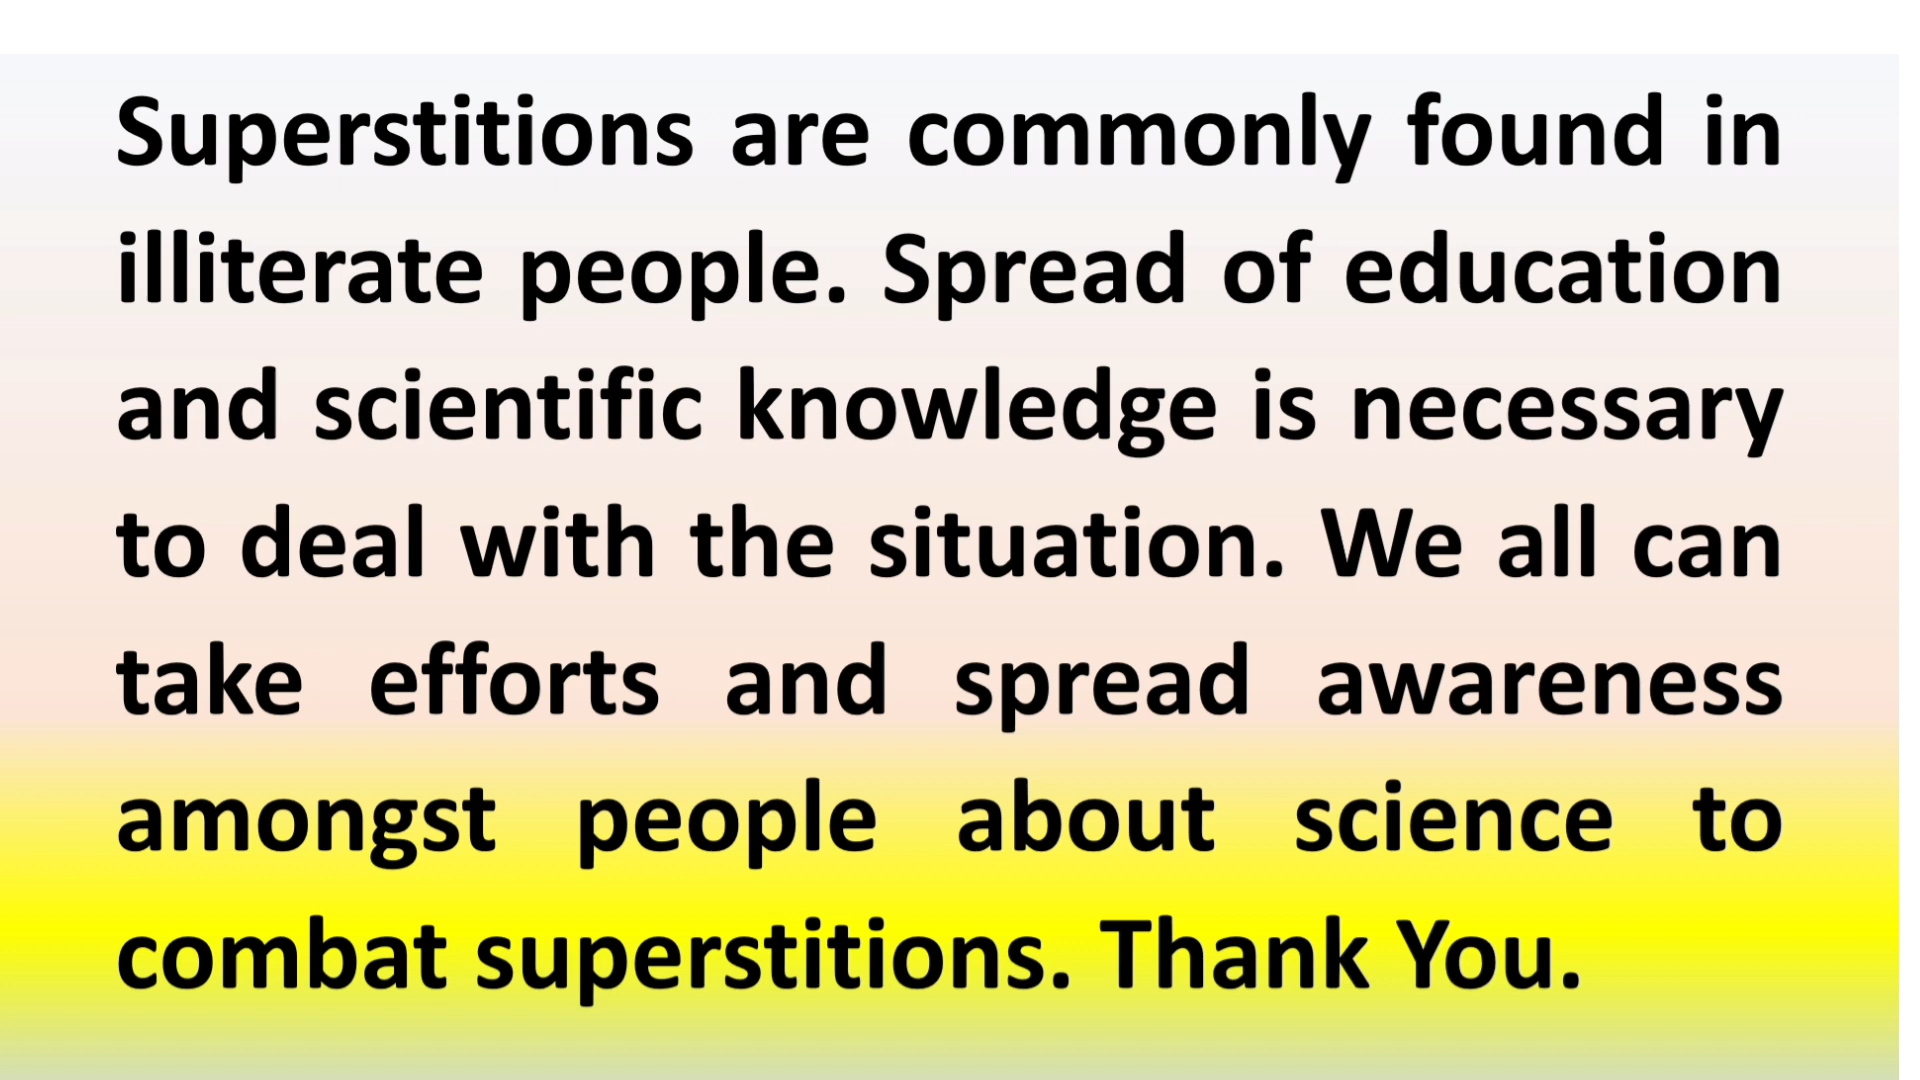 Superstitions are commonly found in
illiterate people. Spread of education
and scientific knowledge is necessary
to deal with the situation. We all can
take efforts and spread awareness
amongst people about science to
combat superstitions. Thank You.